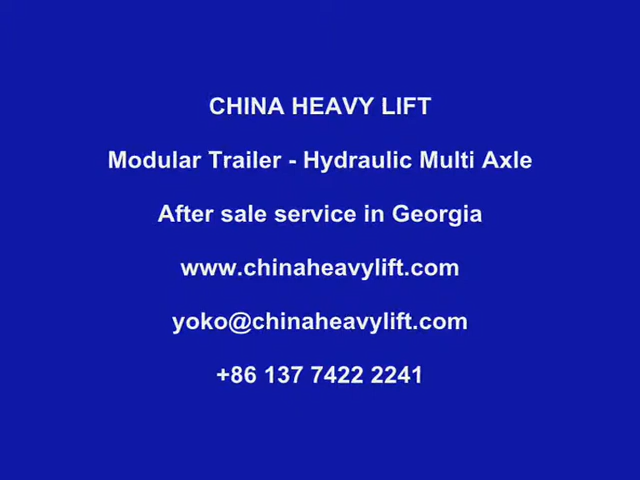 CHINA HEAVY LIFT
Modular Trailer - Hydraulic Multi Axle
After sale service in Georgia
www.chinaheavylift.com
yoko@chinaheavylift.com
+86 137 7422 2241